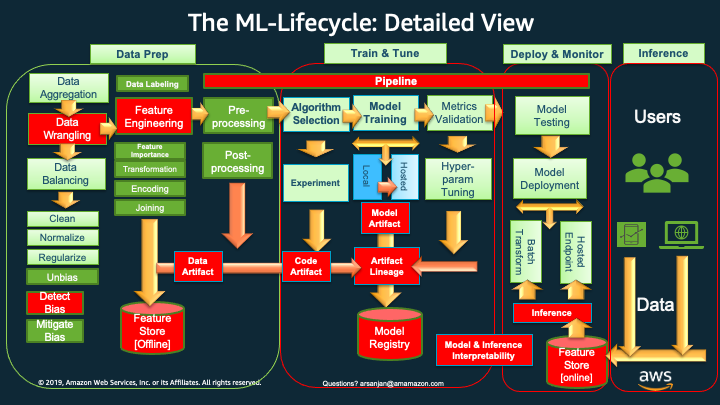 The ML-Lifecycle: Detailed View
Data Prep
Train & Tune
Deploy & Monitor
Inference
Pipeline
Data
Aggregation
Data
Wrangling
Data
Balancing
Clean
Normalize
Regularize
Unbias
Detect
Bias
Mitigate
Bias
Data Labeling
Feature
Engineering
Feature
Importance
Transformation
Encoding
Joining
Pre-
processing
Post-
processing
Data
Artifact
Feature
Store
[Offline]
Algorithm
Selection
Experiment
Code
Artifact
Model
Training
Local
Hosted
Model
Artifact
Artifact
Lineage
Model
Registry
Metrics
Validation
Hyper-
param
Tuning
Model & Inference
Interpretability
Model
Testing
Model
Deployment
Batch
Transform
Hosted
Endpoint
Inference
Feature
Store
[online]
Users
Data
aws
© 2019, Amazon Web Services, Inc. or its Affiliates. All rights reserved.
Questions? arsanjan@amamazon.com